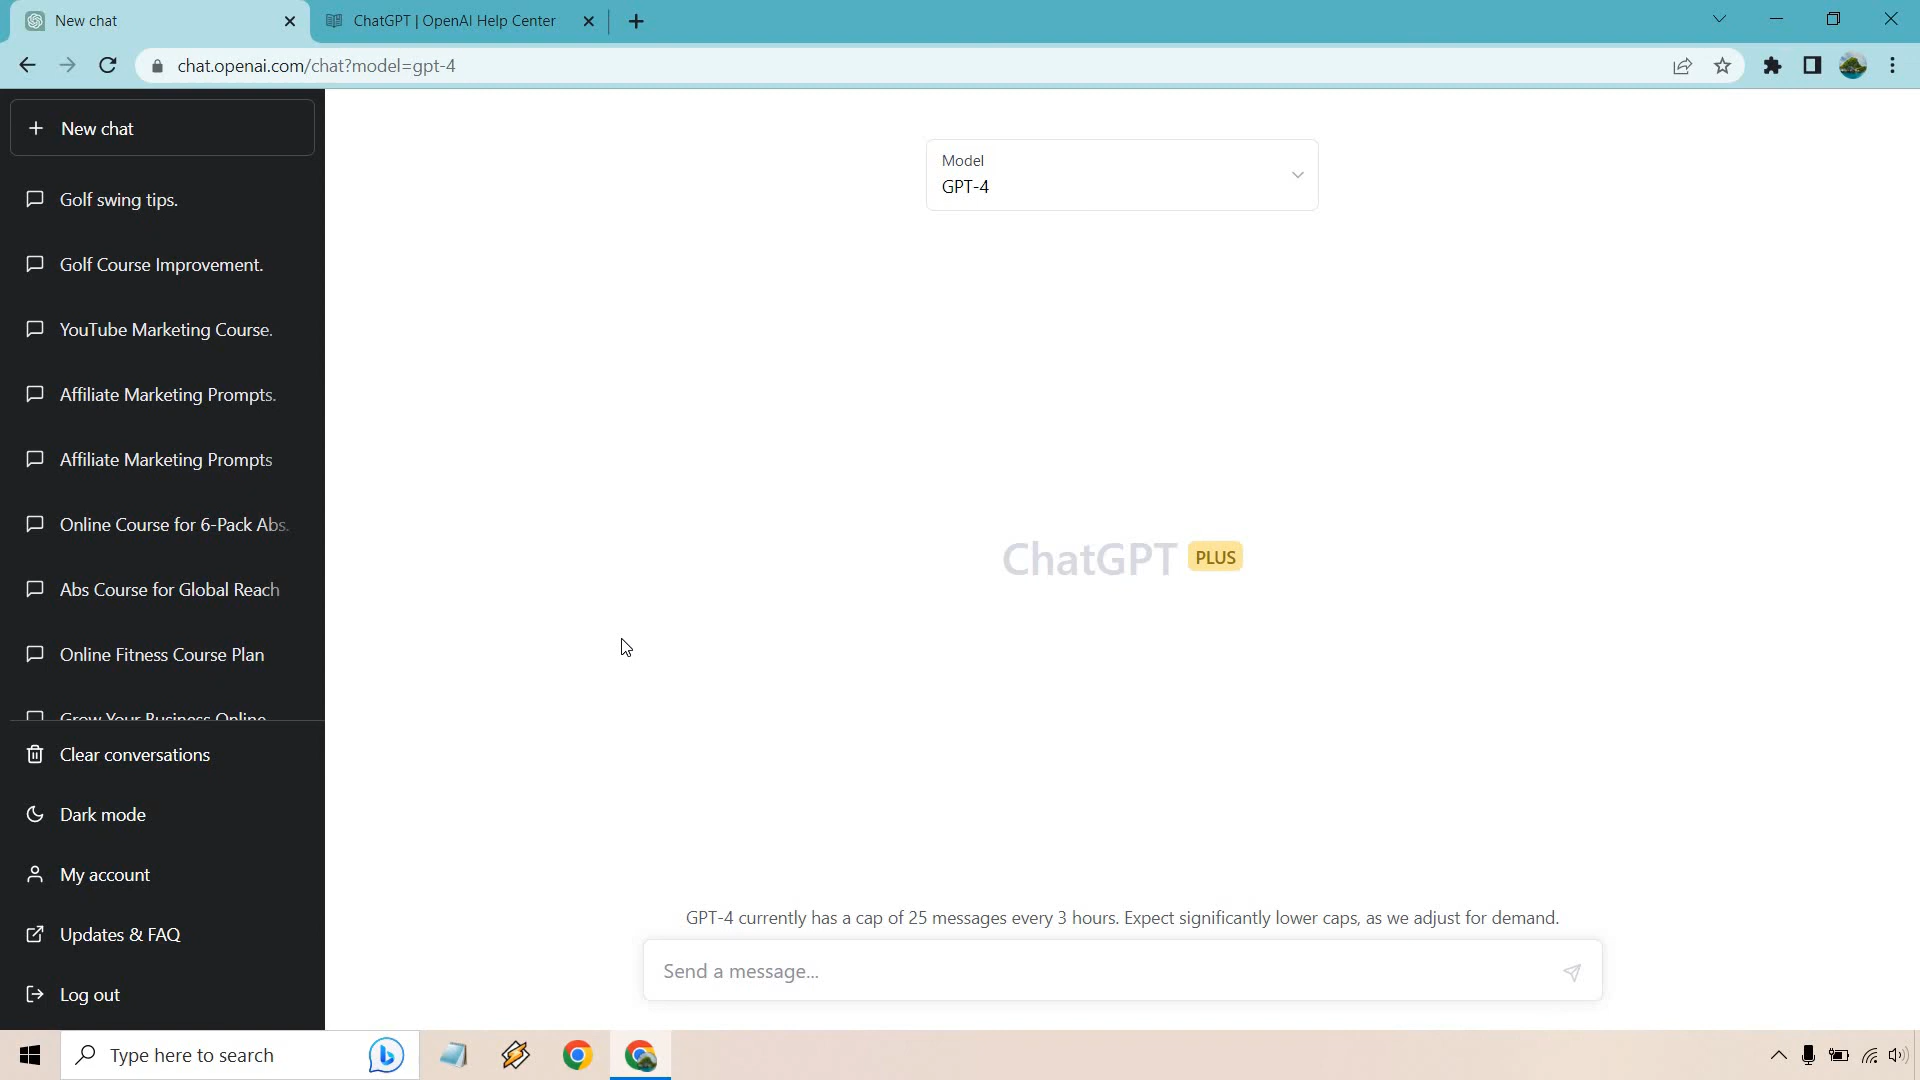 New chat
ChatGPT | OpenAI Help Center
chat.openai.com/chat?model=gpt-4
New chat
Golf swing tips.
Golf Course Improvement.
YouTube Marketing Course.
Affiliate Marketing Prompts.
Affiliate Marketing Prompts
Online Course for 6-Pack Abs.
Abs Course for Global Reach
Online Fitness Course Plan
Grow Your Business Online
Clear conversations
Dark mode
My account
Updates & FAQ
Log out
Model
GPT-4
ChatGPT PLUS
GPT-4 currently has a cap of 25 messages every 3 hours. Expect significantly lower caps, as we adjust for demand.
Send a message...
Type here to search